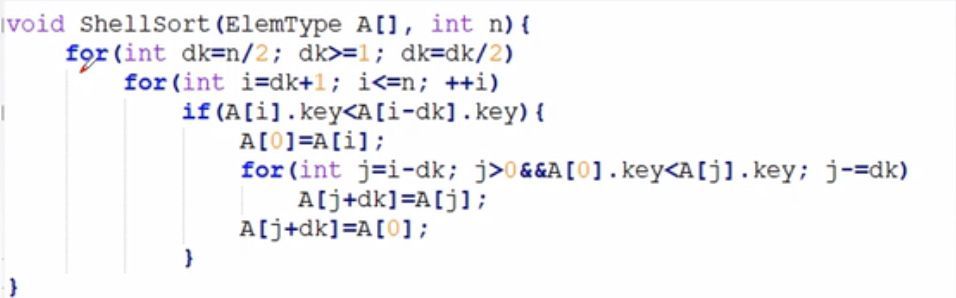 void ShellSort(ElemType A[], int n){
    for(int dk=n/2; dk>=1; dk=dk/2)
        for(int i=dk+1; i<=n; ++i)
            if(A[i].key<A[i-dk].key){
                A[0]=A[i];
                for(int j=i-dk; j>0&&A[0].key<A[j].key; j-=dk)
                    A[j+dk]=A[j];
                A[j+dk]=A[0];
            }
}